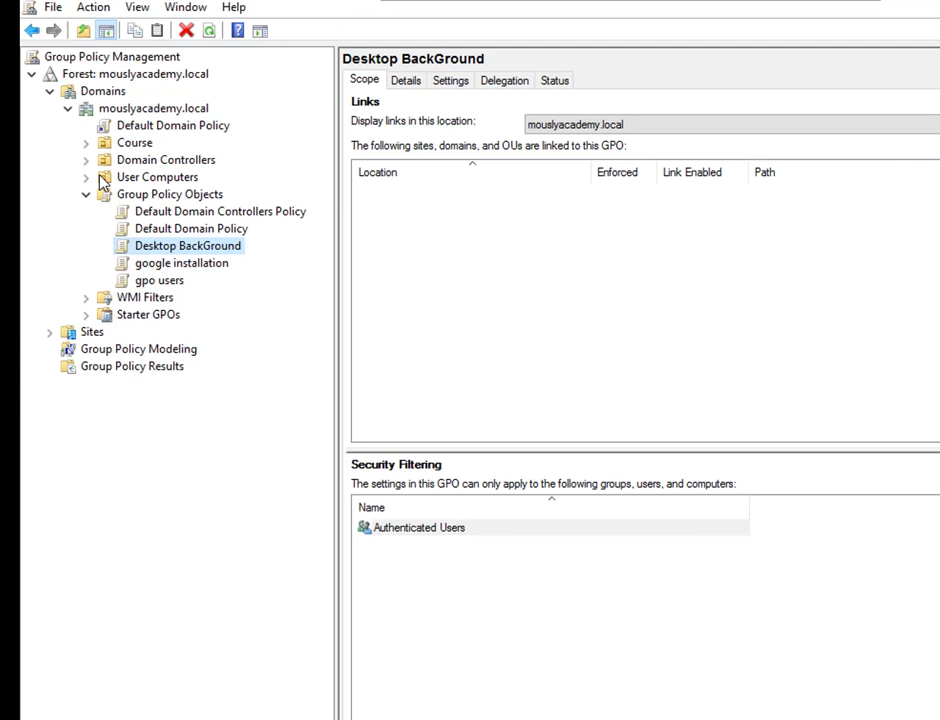 File Action View Window Help
Group Policy Management
Forest: mouslyacademy.local
Domains
mouslyacademy.local
Default Domain Policy
Course
Domain Controllers
User Computers
Group Policy Objects
Default Domain Controllers Policy
Default Domain Policy
Desktop BackGround
google installation
gpo users
WMI Filters
Starter GPOs
Sites
Group Policy Modeling
Group Policy Results
Desktop BackGround
Scope Details Settings Delegation Status
Links
Display links in this location: mouslyacademy.local
The following sites, domains, and OUs are linked to this GPO:
Location Enforced Link Enabled Path
Security Filtering
The settings in this GPO can only apply to the following groups, users, and computers:
Name
Authenticated Users